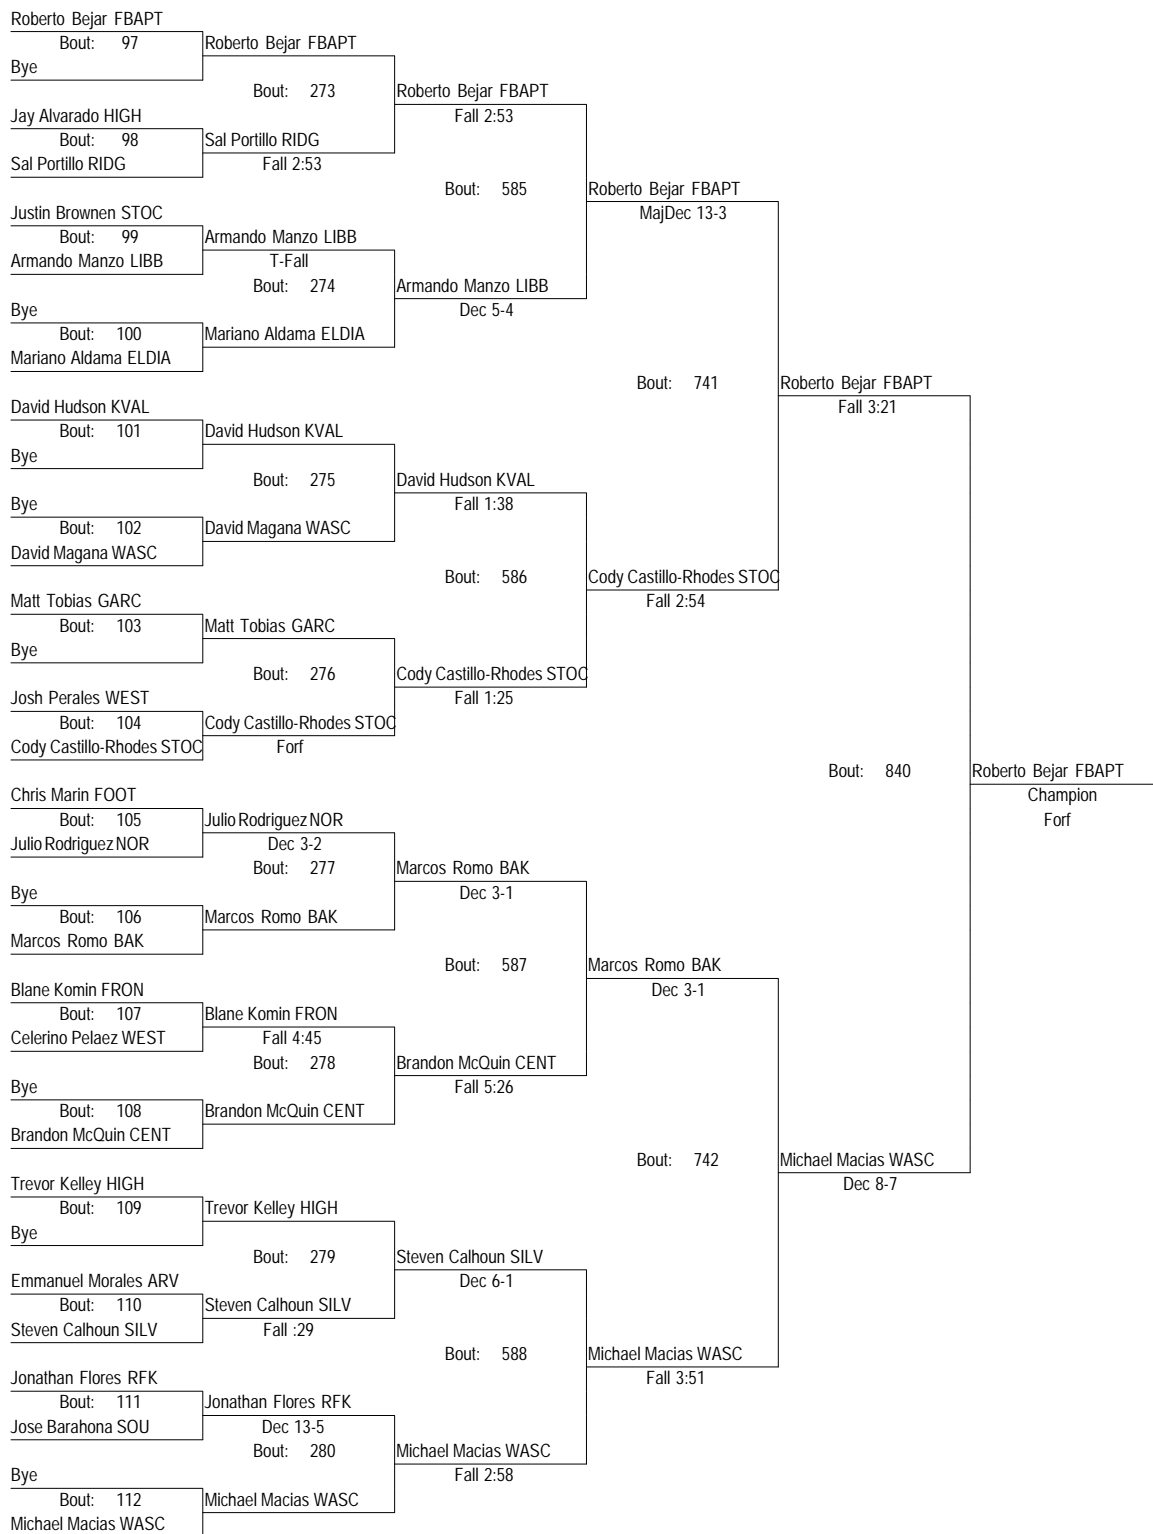 Roberto Bejar FBAPT
Bout: 97
Roberto Bejar FBAPT
Bye
Bout: 273
Roberto Bejar FBAPT
Jay Alvarado HIGH
Fall 2:53
Bout: 98
Sal Portillo RIDG
Sal Portillo RIDG
Fall 2:53
Bout: 585
Roberto Bejar FBAPT
Justin Brownen STOC
MajDec 13-3
Bout: 99
Armando Manzo LIBB
Armando Manzo LIBB
T-Fall
Bout: 274
Armando Manzo LIBB
Bye
Dec 5-4
Bout: 100
Mariano Aldama ELDIA
Mariano Aldama ELDIA
Bout: 741
Roberto Bejar FBAPT
David Hudson KVAL
Fall 3:21
Bout: 101
David Hudson KVAL
Bye
Bout: 275
David Hudson KVAL
Bye
Fall 1:38
Bout: 102
David Magana WASC
David Magana WASC
Bout: 586
Cody Castillo-Rhodes STOC
Matt Tobias GARC
Fall 2:54
Bout: 103
Matt Tobias GARC
Bye
Bout: 276
Cody Castillo-Rhodes STOC
Josh Perales WEST
Fall 1:25
Bout: 104
Cody Castillo-Rhodes STOC
Cody Castillo-Rhodes STOC
Forf
Bout: 840
Roberto Bejar FBAPT
Chris Marin FOOT
Champion
Bout: 105
Julio Rodriguez NOR
Forf
Julio Rodriguez NOR
Dec 3-2
Bout: 277
Marcos Romo BAK
Bye
Dec 3-1
Bout: 106
Marcos Romo BAK
Marcos Romo BAK
Bout: 587
Marcos Romo BAK
Blane Komin FRON
Dec 3-1
Bout: 107
Blane Komin FRON
Celerino Pelaez WEST
Fall 4:45
Bout: 278
Brandon McQuin CENT
Bye
Fall 5:26
Bout: 108
Brandon McQuin CENT
Brandon McQuin CENT
Bout: 742
Michael Macias WASC
Trevor Kelley HIGH
Dec 8-7
Bout: 109
Trevor Kelley HIGH
Bye
Bout: 279
Steven Calhoun SILV
Emmanuel Morales ARV
Dec 6-1
Bout: 110
Steven Calhoun SILV
Steven Calhoun SILV
Fall :29
Bout: 588
Michael Macias WASC
Jonathan Flores RFK
Fall 3:51
Bout: 111
Jonathan Flores RFK
Jose Barahona SOU
Dec 13-5
Bout: 280
Michael Macias WASC
Bye
Fall 2:58
Bout: 112
Michael Macias WASC
Michael Macias WASC